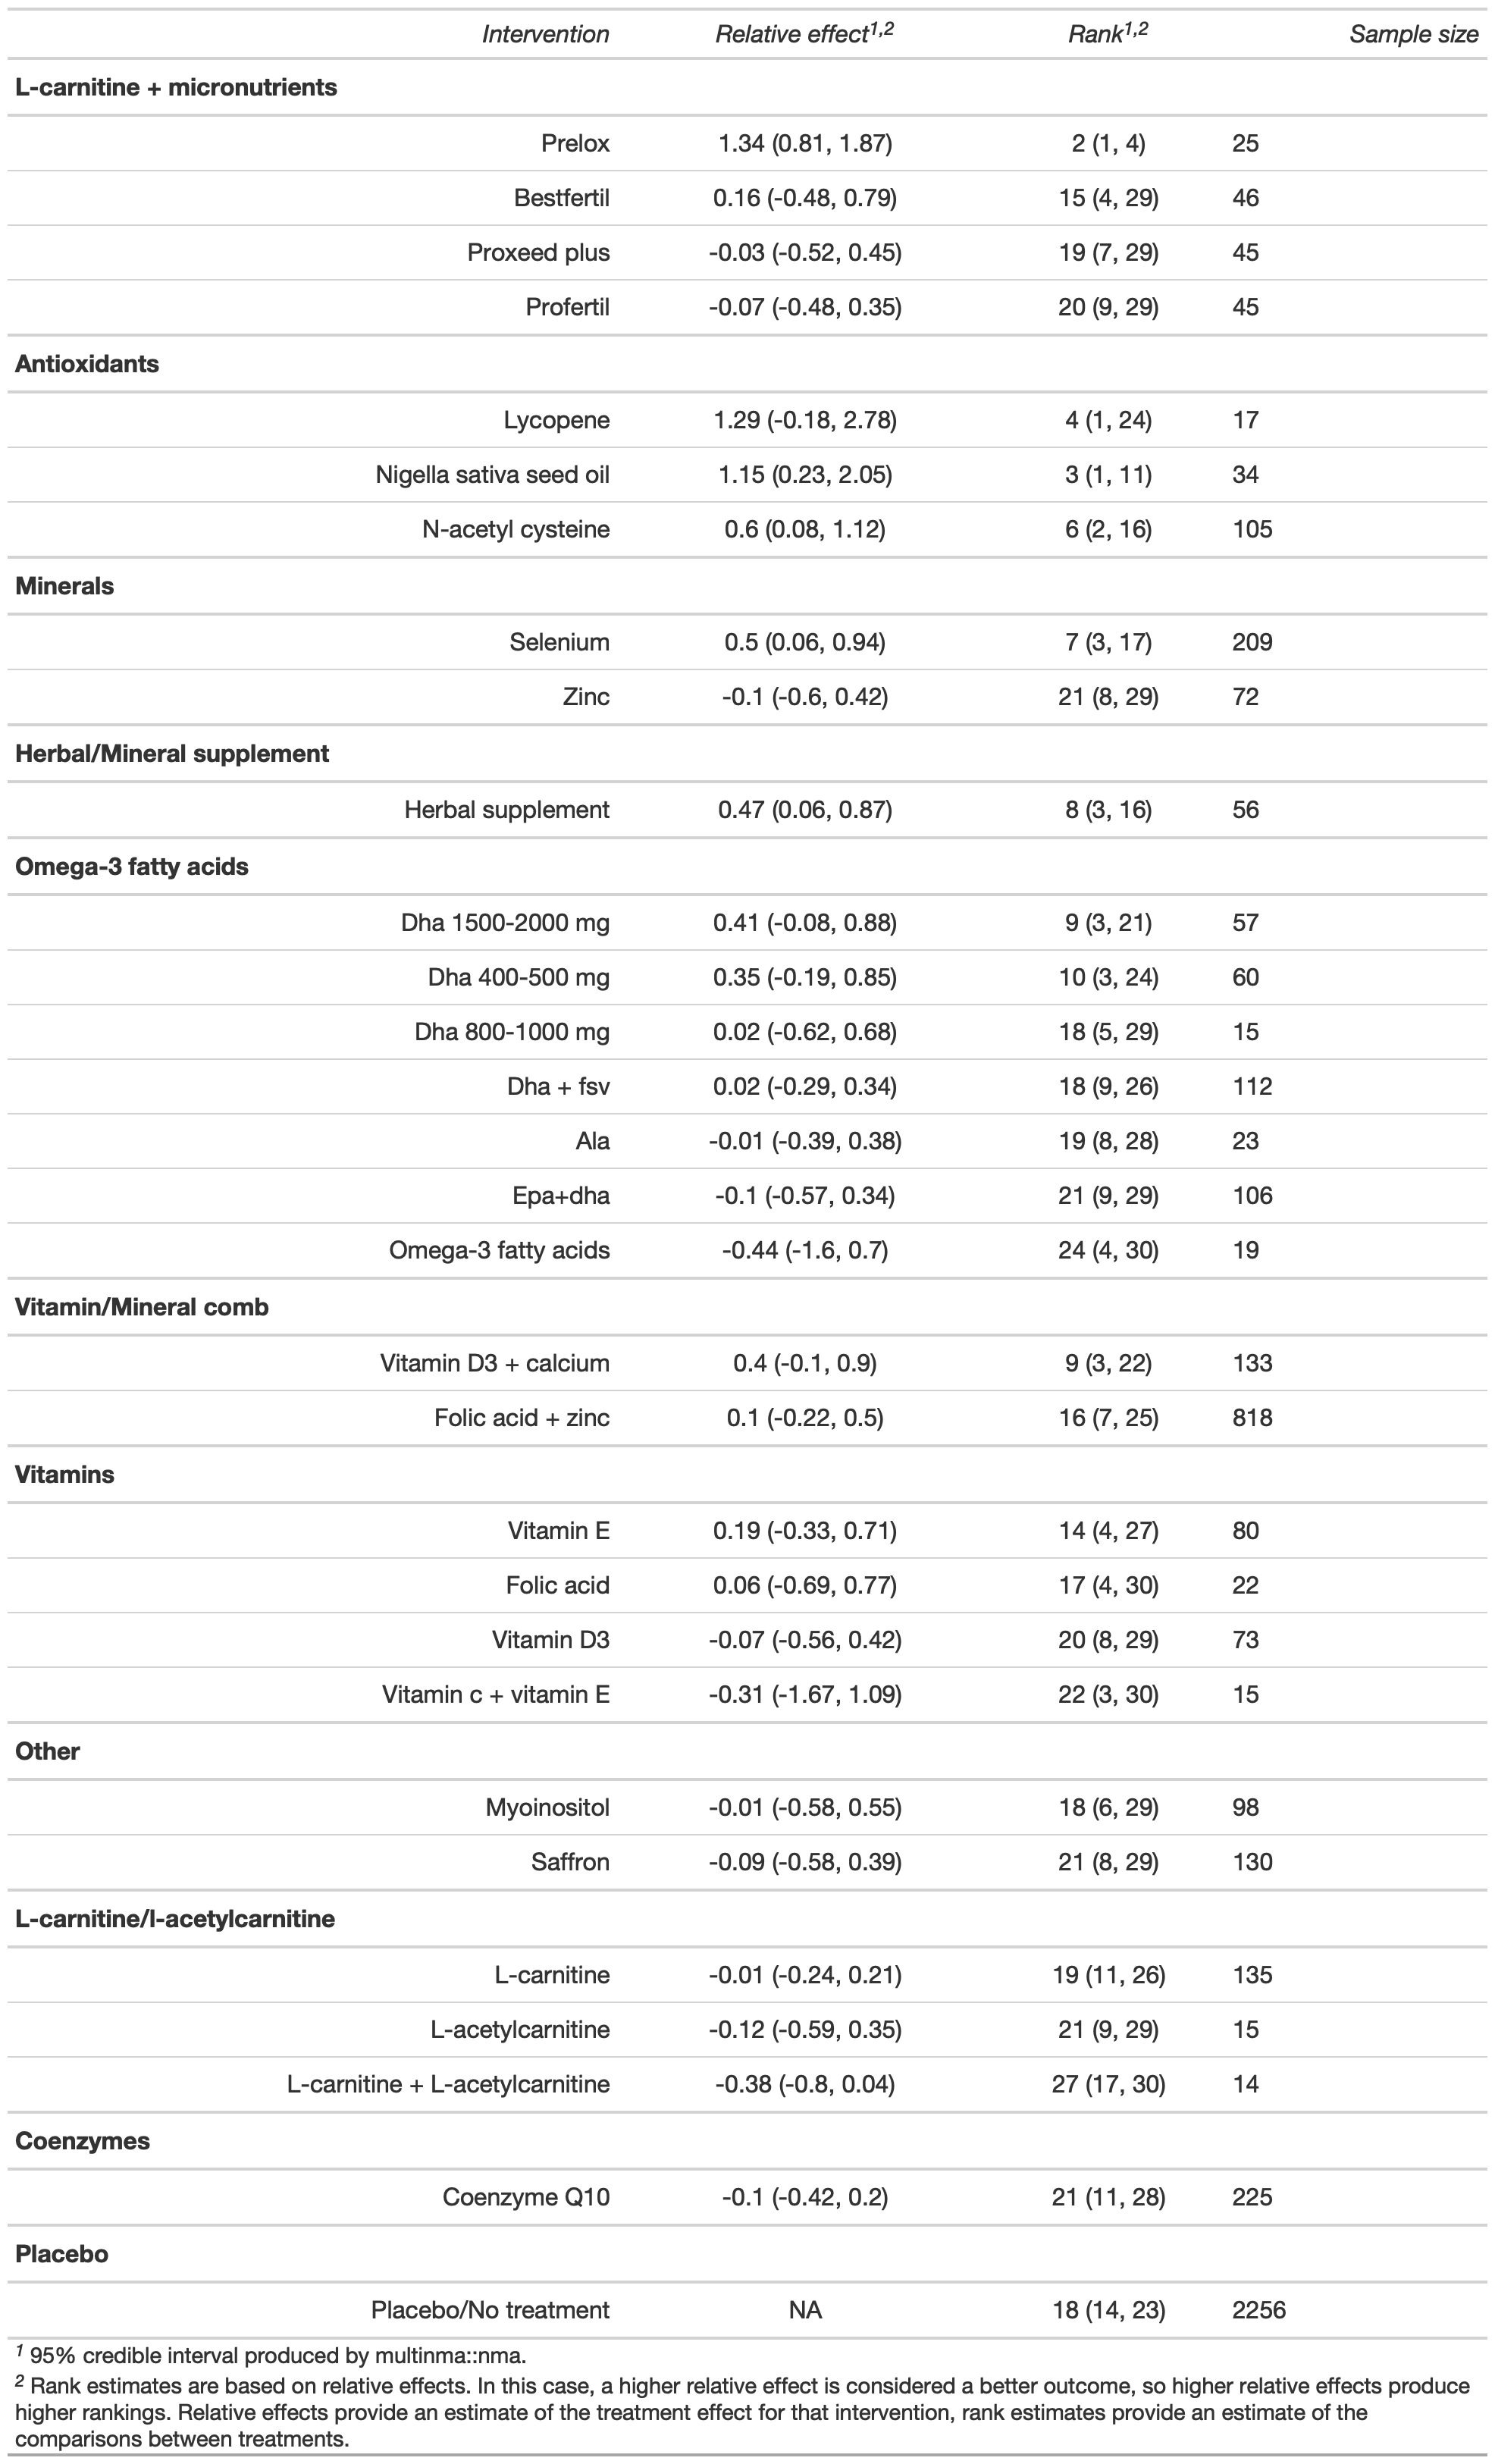 Intervention Relative effect1,2 Rank1,2 Sample size
L-carnitine + micronutrients
Prelox 1.34 (0.81, 1.87) 2 (1, 4) 25
Bestfertil 0.16 (-0.48, 0.79) 15 (4, 29) 46
Proxeed plus -0.03 (-0.52, 0.45) 19 (7, 29) 45
Profertil -0.07 (-0.48, 0.35) 20 (9, 29) 45
Antioxidants
Lycopene 1.29 (-0.18, 2.78) 4 (1, 24) 17
Nigella sativa seed oil 1.15 (0.23, 2.05) 3 (1, 11) 34
N-acetyl cysteine 0.6 (0.08, 1.12) 6 (2, 16) 105
Minerals
Selenium 0.5 (0.06, 0.94) 7 (3, 17) 209
Zinc -0.1 (-0.6, 0.42) 21 (8, 29) 72
Herbal/Mineral supplement
Herbal supplement 0.47 (0.06, 0.87) 8 (3, 16) 56
Omega-3 fatty acids
Dha 1500-2000 mg 0.41 (-0.08, 0.88) 9 (3, 21) 57
Dha 400-500 mg 0.35 (-0.19, 0.85) 10 (3, 24) 60
Dha 800-1000 mg 0.02 (-0.62, 0.68) 18 (5, 29) 15
Dha + fsv 0.02 (-0.29, 0.34) 18 (9, 26) 112
Ala -0.01 (-0.39, 0.38) 19 (8, 28) 23
Epa+dha -0.1 (-0.57, 0.34) 21 (9, 29) 106
Omega-3 fatty acids -0.44 (-1.6, 0.7) 24 (4, 30) 19
Vitamin/Mineral comb
Vitamin D3 + calcium 0.4 (-0.1, 0.9) 9 (3, 22) 133
Folic acid + zinc 0.1 (-0.22, 0.5) 16 (7, 25) 818
Vitamins
Vitamin E 0.19 (-0.33, 0.71) 14 (4, 27) 80
Folic acid 0.06 (-0.69, 0.77) 17 (4, 30) 22
Vitamin D3 -0.07 (-0.56, 0.42) 20 (8, 29) 73
Vitamin c + vitamin E -0.31 (-1.67, 1.09) 22 (3, 30) 15
Other
Myoinositol -0.01 (-0.58, 0.55) 18 (6, 29) 98
Saffron -0.09 (-0.58, 0.39) 21 (8, 29) 130
L-carnitine/l-acetylcarnitine
L-carnitine -0.01 (-0.24, 0.21) 19 (11, 26) 135
L-acetylcarnitine -0.12 (-0.59, 0.35) 21 (9, 29) 15
L-carnitine + L-acetylcarnitine -0.38 (-0.8, 0.04) 27 (17, 30) 14
Coenzymes
Coenzyme Q10 -0.1 (-0.42, 0.2) 21 (11, 28) 225
Placebo
Placebo/No treatment NA 18 (14, 23) 2256
1 95% credible interval produced by multinma::nma.
2 Rank estimates are based on relative effects. In this case, a higher relative effect is considered a better outcome, so higher relative effects produce
higher rankings. Relative effects provide an estimate of the treatment effect for that intervention, rank estimates provide an estimate of the
comparisons between treatments.